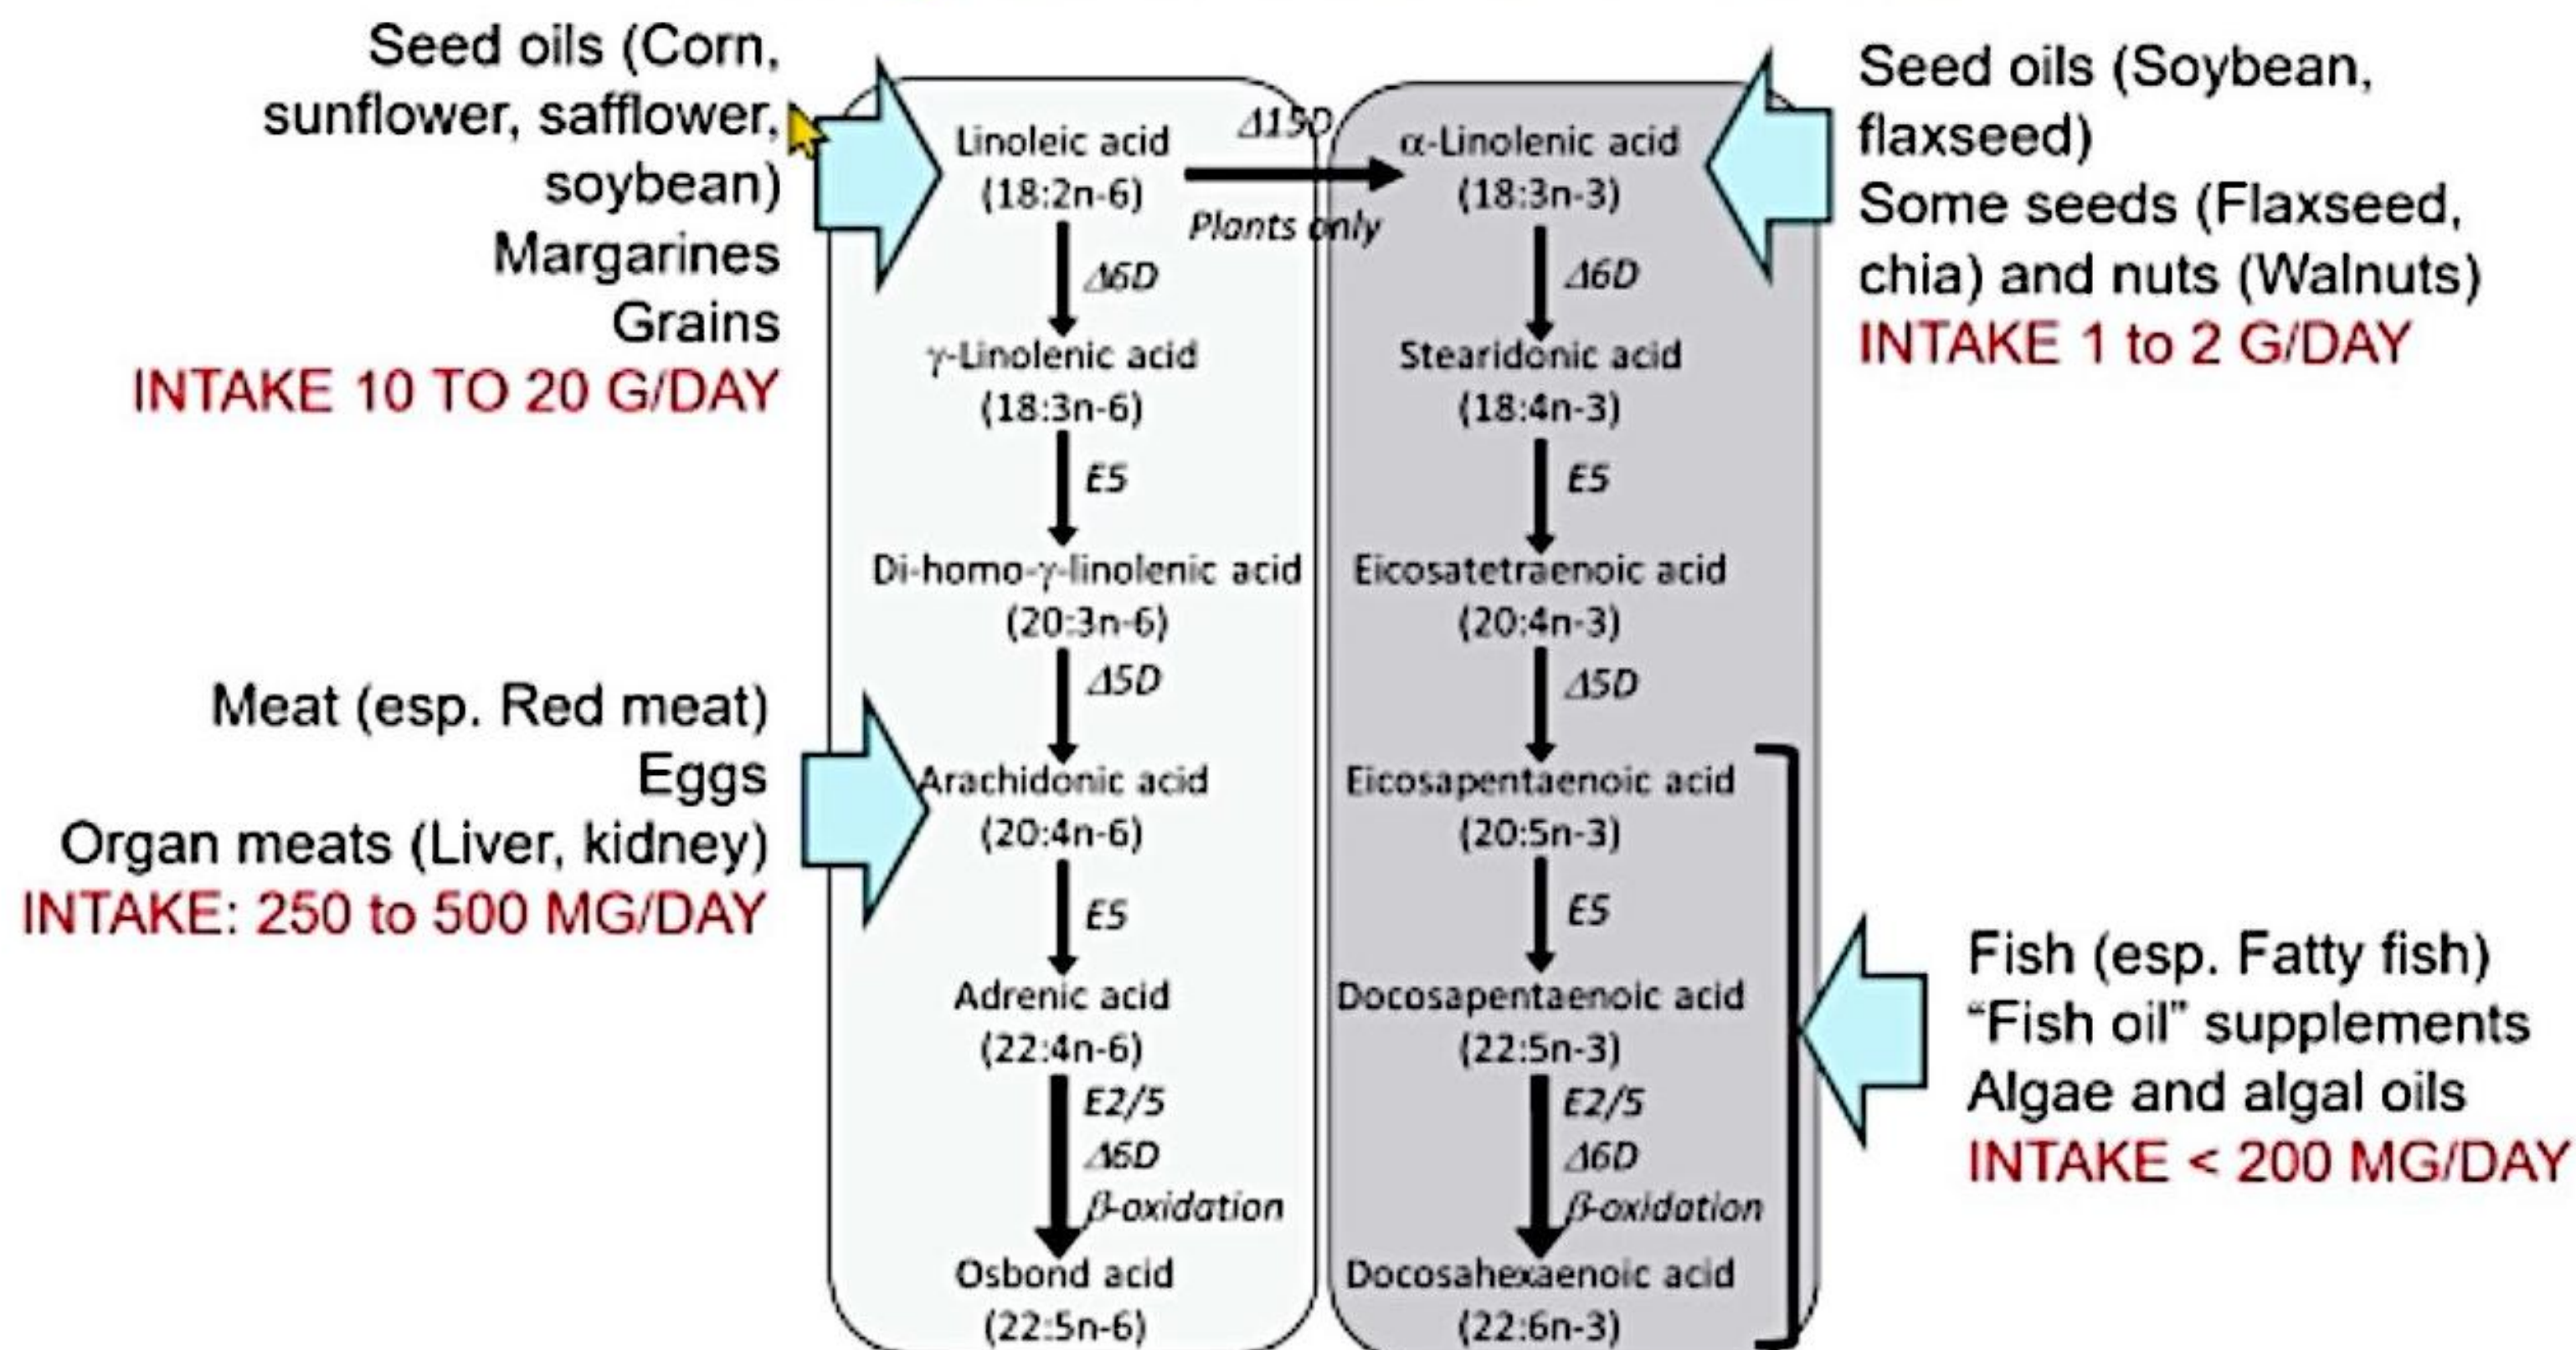 Seed oils (Corn,
sunflower, safflower,
soybean)
Margarines
Grains
INTAKE 10 TO 20 G/DAY
Meat (esp. Red meat)
Eggs
Organ meats (Liver, kidney)
INTAKE: 250 to 500 MG/DAY
Linoleic acid
(18:2n-6)
Δ6D
γ-Linolenic acid
(18:3n-6)
E5
Di-homo-γ-linolenic acid
(20:3n-6)
Δ5D
Arachidonic acid
(20:4n-6)
E5
Adrenic acid
(22:4n-6)
E2/5
Δ6D
β-oxidation
Osbond acid
(22:5n-6)
Δ15D
Plants only
α-Linolenic acid
(18:3n-3)
Δ6D
Stearidonic acid
(18:4n-3)
E5
Eicosatetraenoic acid
(20:4n-3)
Δ5D
Eicosapentaenoic acid
(20:5n-3)
E5
Docosapentaenoic acid
(22:5n-3)
E2/5
Δ6D
β-oxidation
Docosahexaenoic acid
(22:6n-3)
Seed oils (Soybean,
flaxseed)
Some seeds (Flaxseed,
chia) and nuts (Walnuts)
INTAKE 1 to 2 G/DAY
Fish (esp. Fatty fish)
“Fish oil” supplements
Algae and algal oils
INTAKE < 200 MG/DAY